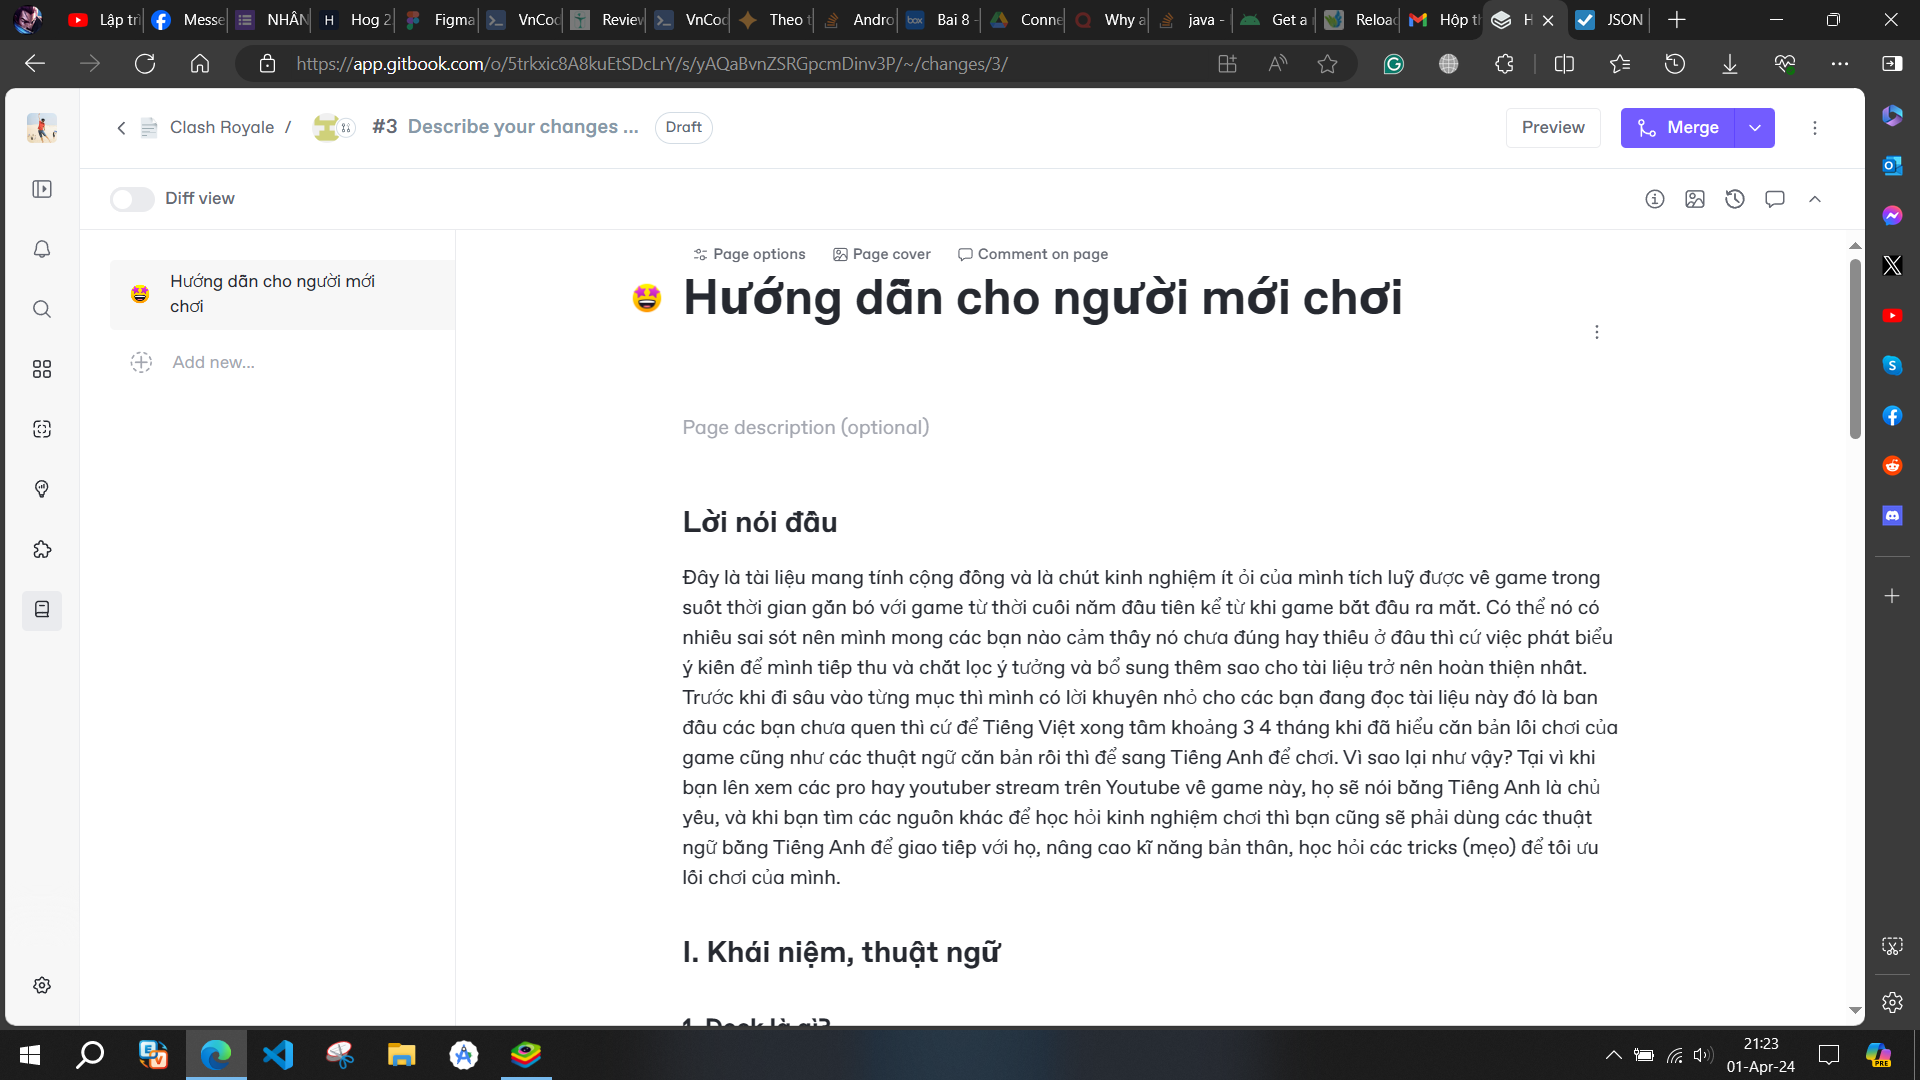 Lập trì
Messe
NHÂN
Hog 2
Figma
VnCod
Review
VnCod
Theo t
Andro
Bai 8 -
Conne
Why a
java -
Get a
Reload
Hộp th
H
JSON
https://app.gitbook.com/o/5trkxic8A8kuEtSDcLrY/s/yAQaBvnZSRGpcmDinv3P/~/changes/3/
Clash Royale /
#3 Describe your changes ...
Draft
Preview
Merge
Diff view
Hướng dẫn cho người mới
chơi
Add new...
Page options
Page cover
Comment on page
Hướng dẫn cho người mới chơi
Page description (optional)
Lời nói đầu
Đây là tài liệu mang tính cộng đồng và là chút kinh nghiệm ít ỏi của mình tích luỹ được về game trong
suốt thời gian gắn bó với game từ thời cuối năm đầu tiên kể từ khi game bắt đầu ra mắt. Có thể nó có
nhiều sai sót nên mình mong các bạn nào cảm thấy nó chưa đúng hay thiếu ở đâu thì cứ việc phát biểu
ý kiến để mình tiếp thu và chắt lọc ý tưởng và bổ sung thêm sao cho tài liệu trở nên hoàn thiện nhất.
Trước khi đi sâu vào từng mục thì mình có lời khuyên nhỏ cho các bạn đang đọc tài liệu này đó là ban
đầu các bạn chưa quen thì cứ để Tiếng Việt xong tầm khoảng 3 4 tháng khi đã hiểu căn bản lối chơi của
game cũng như các thuật ngữ căn bản rồi thì để sang Tiếng Anh để chơi. Vì sao lại như vậy? Tại vì khi
bạn lên xem các pro hay youtuber stream trên Youtube về game này, họ sẽ nói bằng Tiếng Anh là chủ
yếu, và khi bạn tìm các nguồn khác để học hỏi kinh nghiệm chơi thì bạn cũng sẽ phải dùng các thuật
ngữ bằng Tiếng Anh để giao tiếp với họ, nâng cao kĩ năng bản thân, học hỏi các tricks (mẹo) để tối ưu
lối chơi của mình.
I. Khái niệm, thuật ngữ
1. Deck là gì?
21:23
01-Apr-24